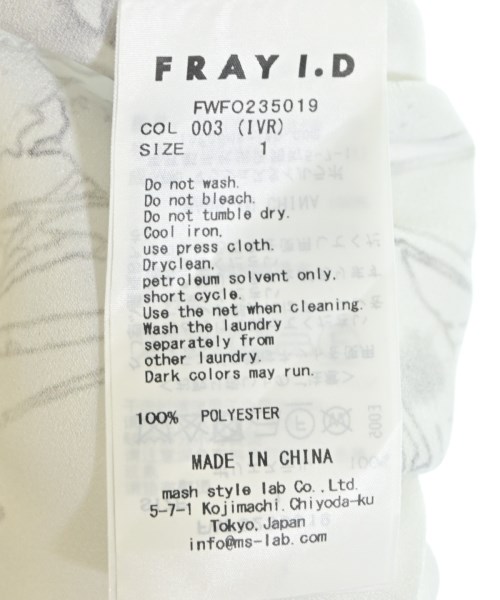 FRAY I.D
FWFO235019
COL 003 (IVR)
SIZE 1
Do not wash.
Do not bleach.
Do not tumble dry.
Cool iron,
use press cloth.
Dryclean,
petroleum solvent only.
short cycle.
Use the net when cleaning.
Wash the laundry
separately from
other laundry.
Dark colors may run.
100% POLYESTER
MADE IN CHINA
mash style lab Co.,Ltd.
5-7-1 Kojimachi.Chiyoda-ku
Tokyo.Japan
info@ms-lab.com